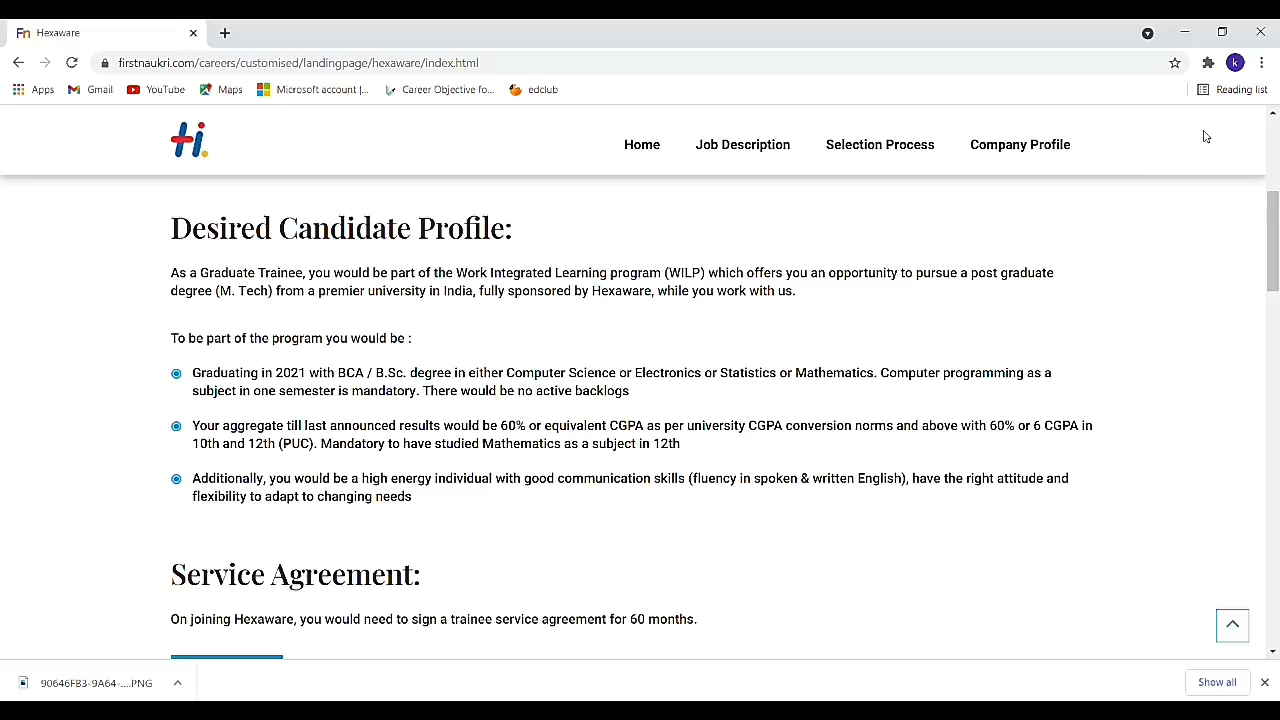 Fn Hexaware
firstnaukri.com/careers/customised/landingpage/hexaware/index.html
k
Apps Gmail YouTube Maps Microsoft account |... Career Objective fo... edclub Reading list
Hi.
Home Job Description Selection Process Company Profile
Desired Candidate Profile:
As a Graduate Trainee, you would be part of the Work Integrated Learning program (WILP) which offers you an opportunity to pursue a post graduate
degree (M. Tech) from a premier university in India, fully sponsored by Hexaware, while you work with us.
To be part of the program you would be :
Graduating in 2021 with BCA / B.Sc. degree in either Computer Science or Electronics or Statistics or Mathematics. Computer programming as a
subject in one semester is mandatory. There would be no active backlogs
Your aggregate till last announced results would be 60% or equivalent CGPA as per university CGPA conversion norms and above with 60% or 6 CGPA in
10th and 12th (PUC). Mandatory to have studied Mathematics as a subject in 12th
Additionally, you would be a high energy individual with good communication skills (fluency in spoken & written English), have the right attitude and
flexibility to adapt to changing needs
Service Agreement:
On joining Hexaware, you would need to sign a trainee service agreement for 60 months.
90646FB3-9A64-....PNG Show all